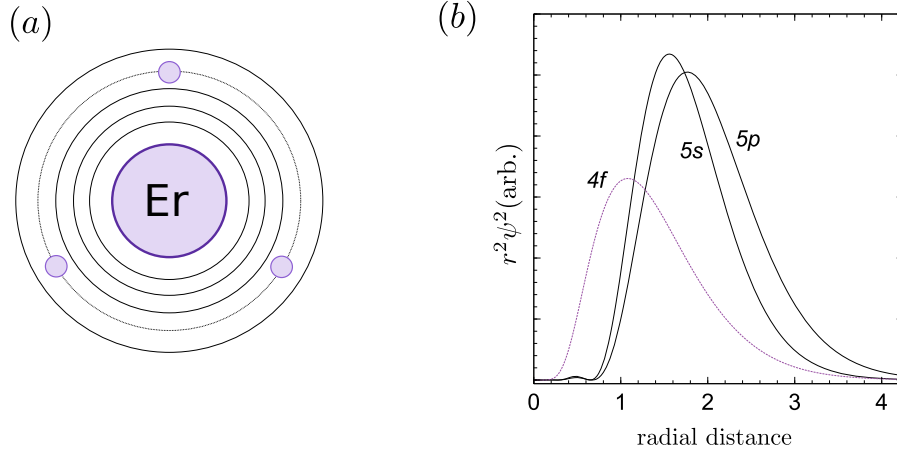 (a)
Er
(b)
r²ψ²(arb.)
4f
5s
5p
0 1 2 3 4
radial distance